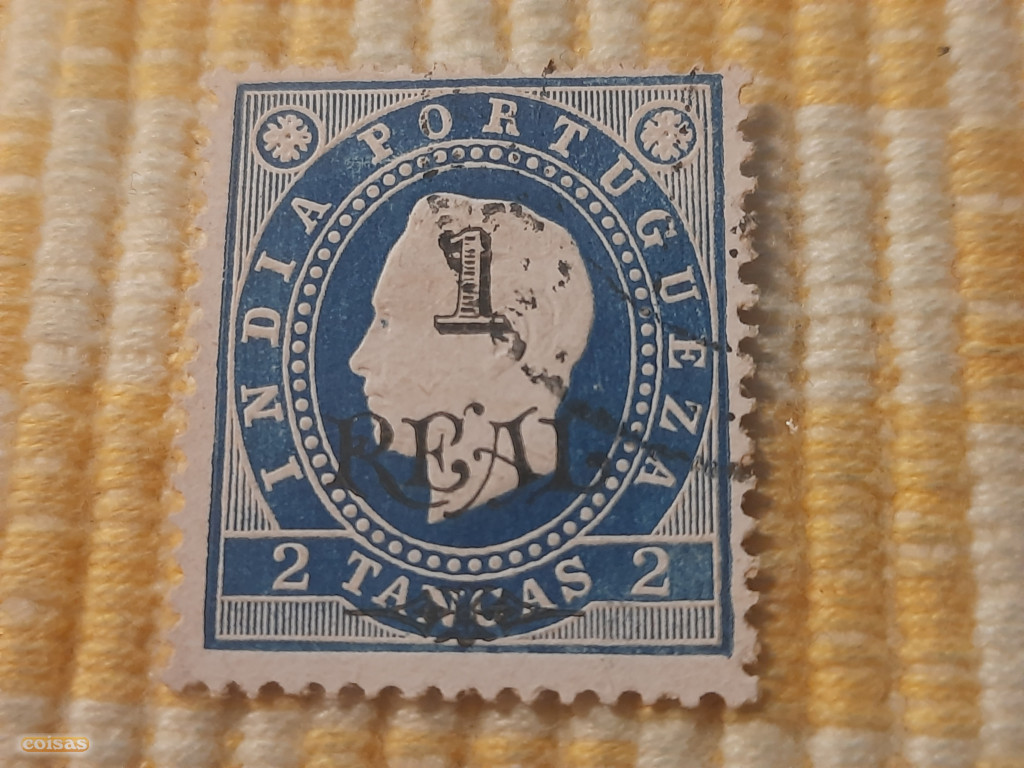 INDIA PORTUGUEZA
1
REAL
2 TANGAS 2
coisas